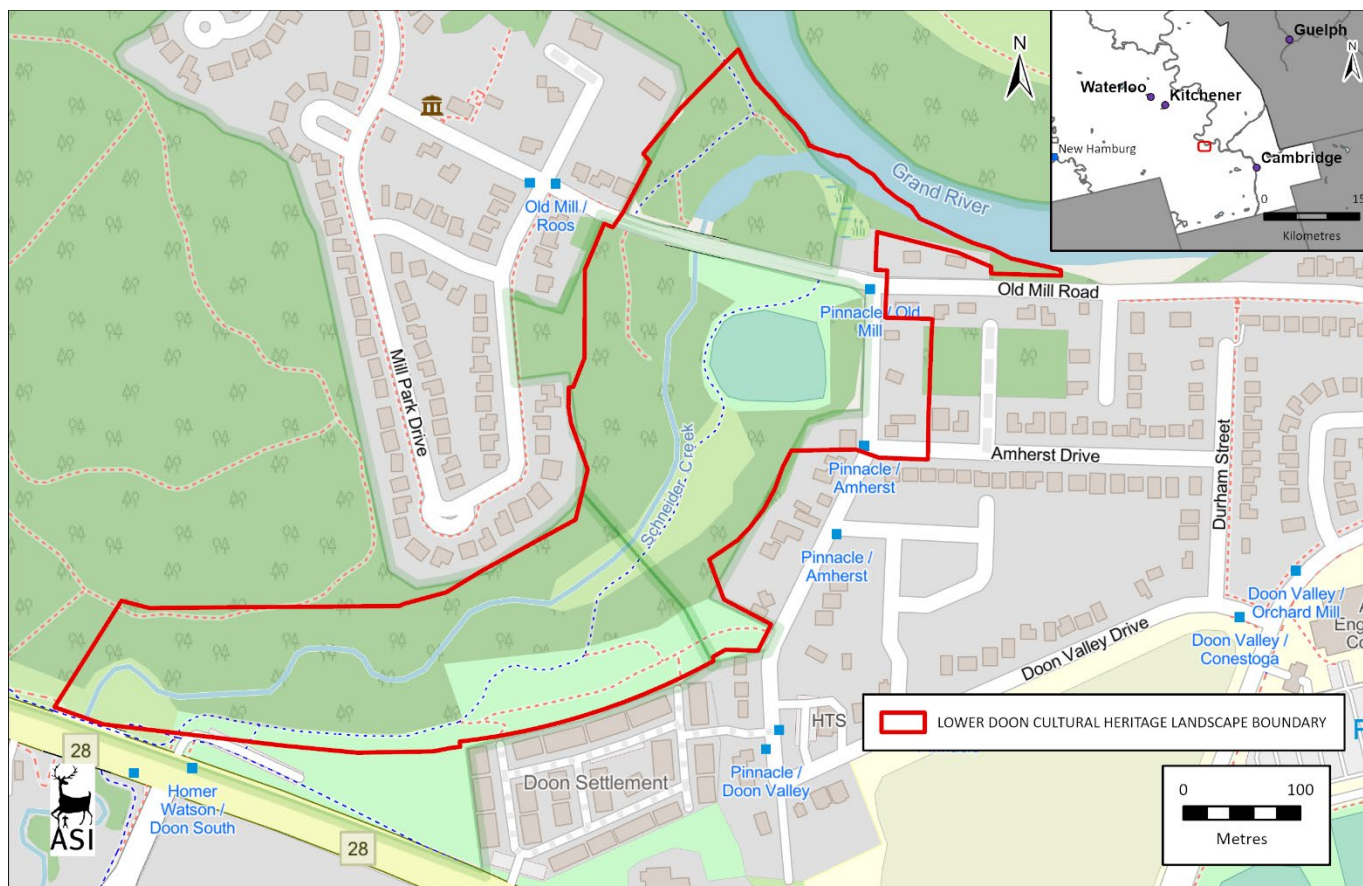 N
Guelph
N
Waterloo
Kitchener
New Hamburg
Cambridge
0
15
Kilometres
Grand River
Old Mill /
Roos
Old Mill Road
Pinnacle / Old
Mill
Mill Park Drive
Schneider Creek
Pinnacle /
Amherst
Amherst Drive
Durham Street
Pinnacle /
Amherst
Doon Valley /
Orchard Mill
Doon Valley /
Conestoga
Doon Valley Drive
LOWER DOON CULTURAL HERITAGE LANDSCAPE BOUNDARY
HTS
28
Doon Settlement
Pinnacle /
Doon Valley
Homer
Watson /
Doon South
28
ASI
0
100
Metres